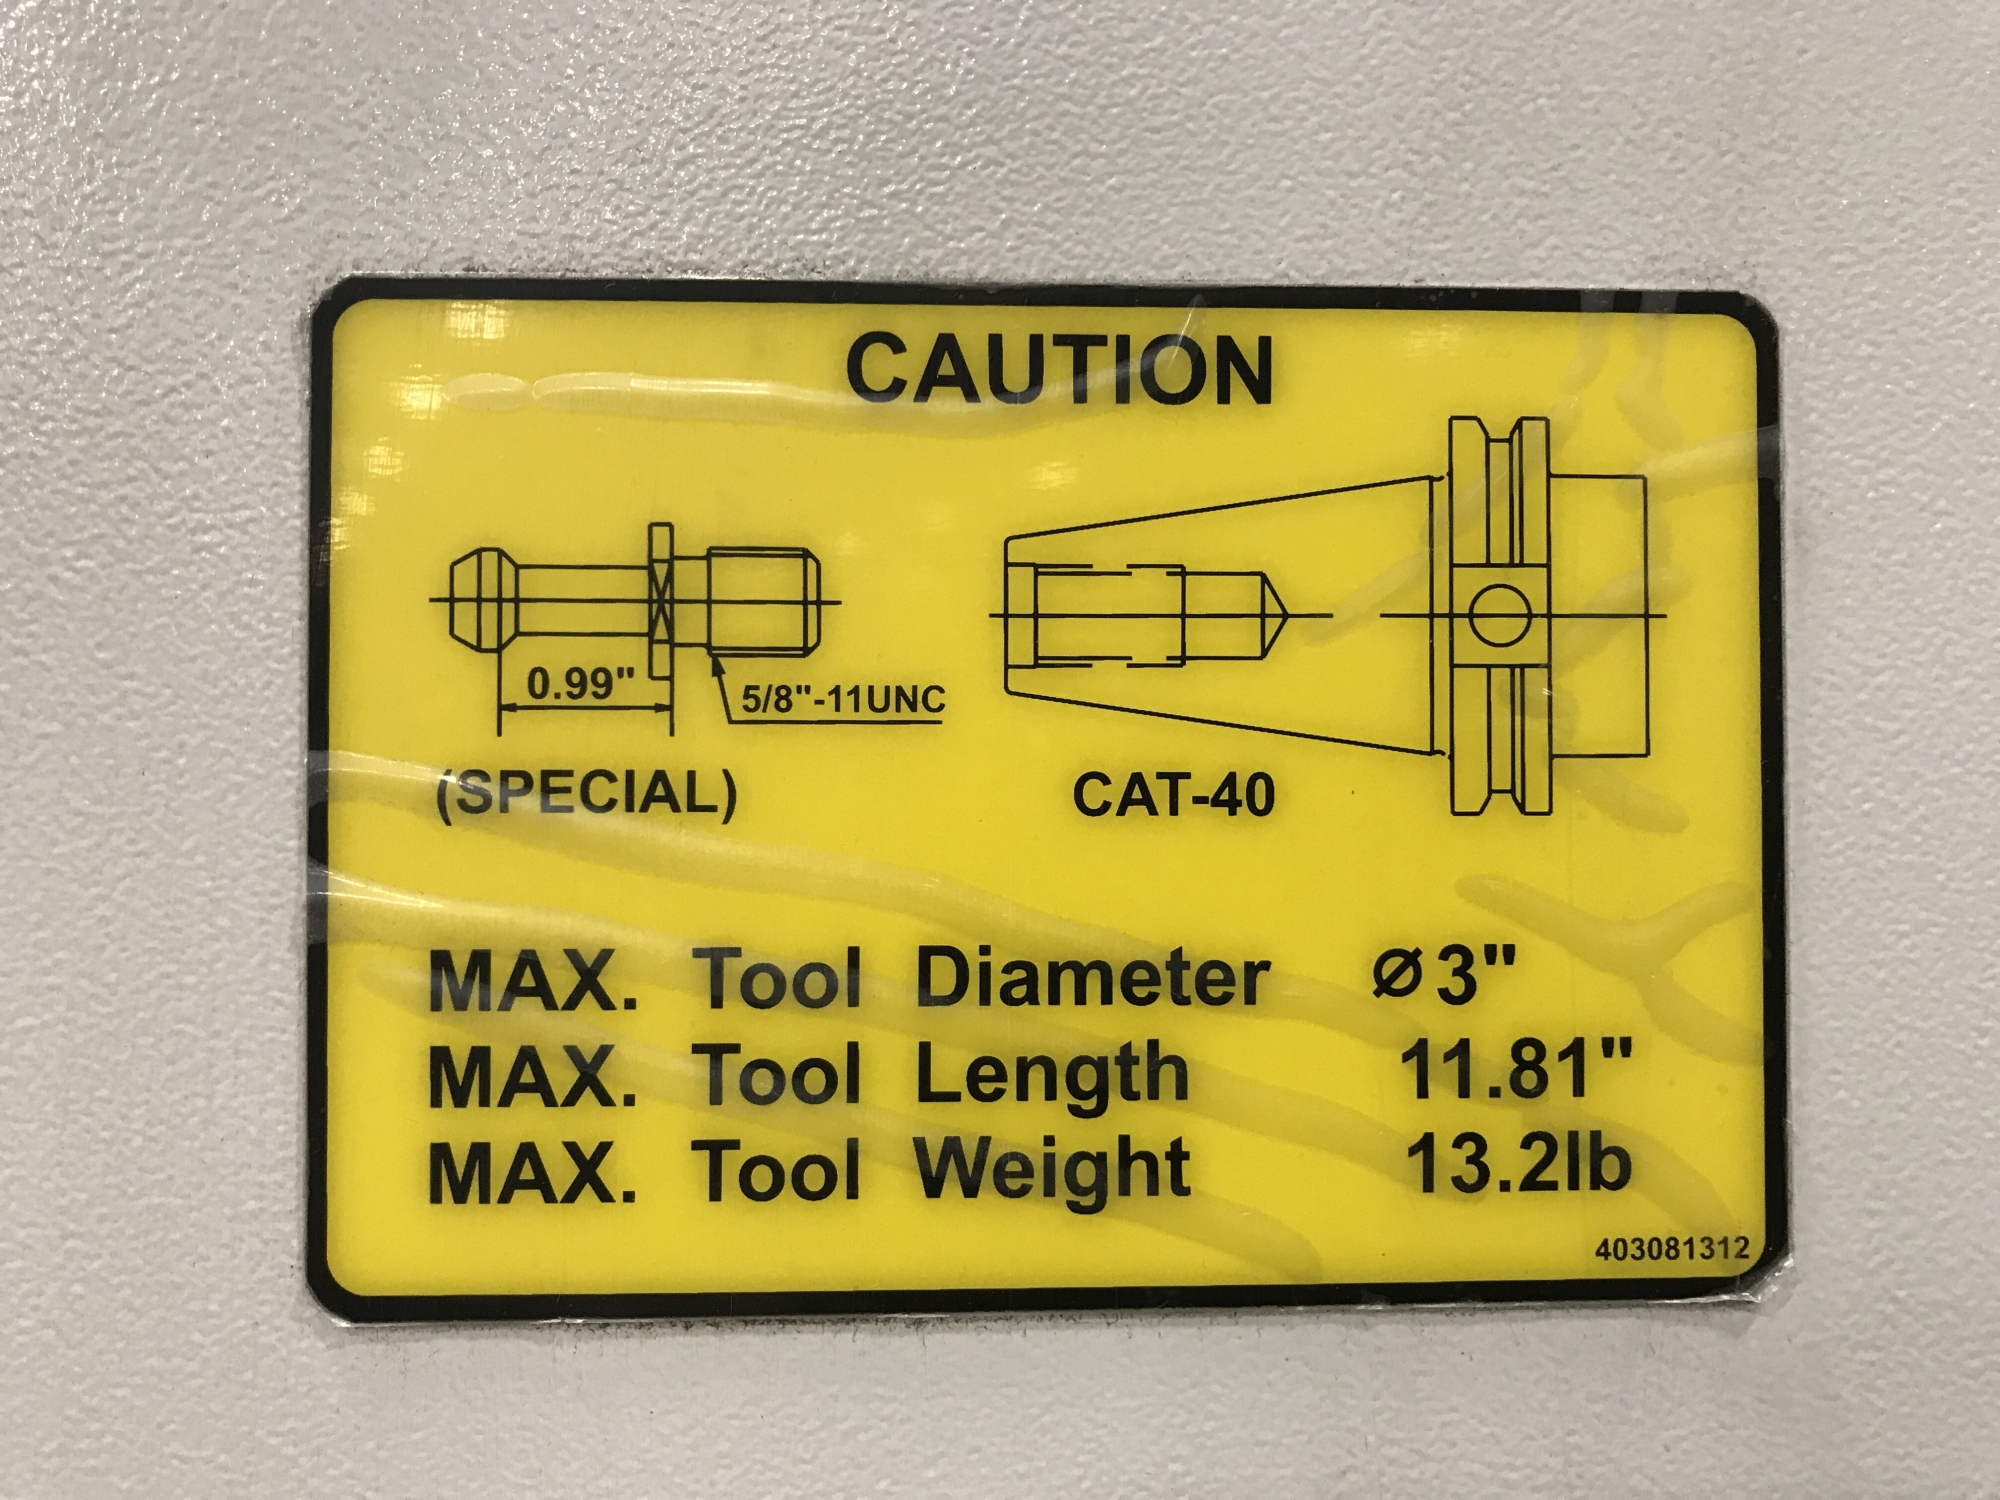 CAUTION
0.99"
5/8"-11UNC
(SPECIAL)
CAT-40
MAX. Tool Diameter ⌀3"
MAX. Tool Length 11.81"
MAX. Tool Weight 13.2lb
403081312